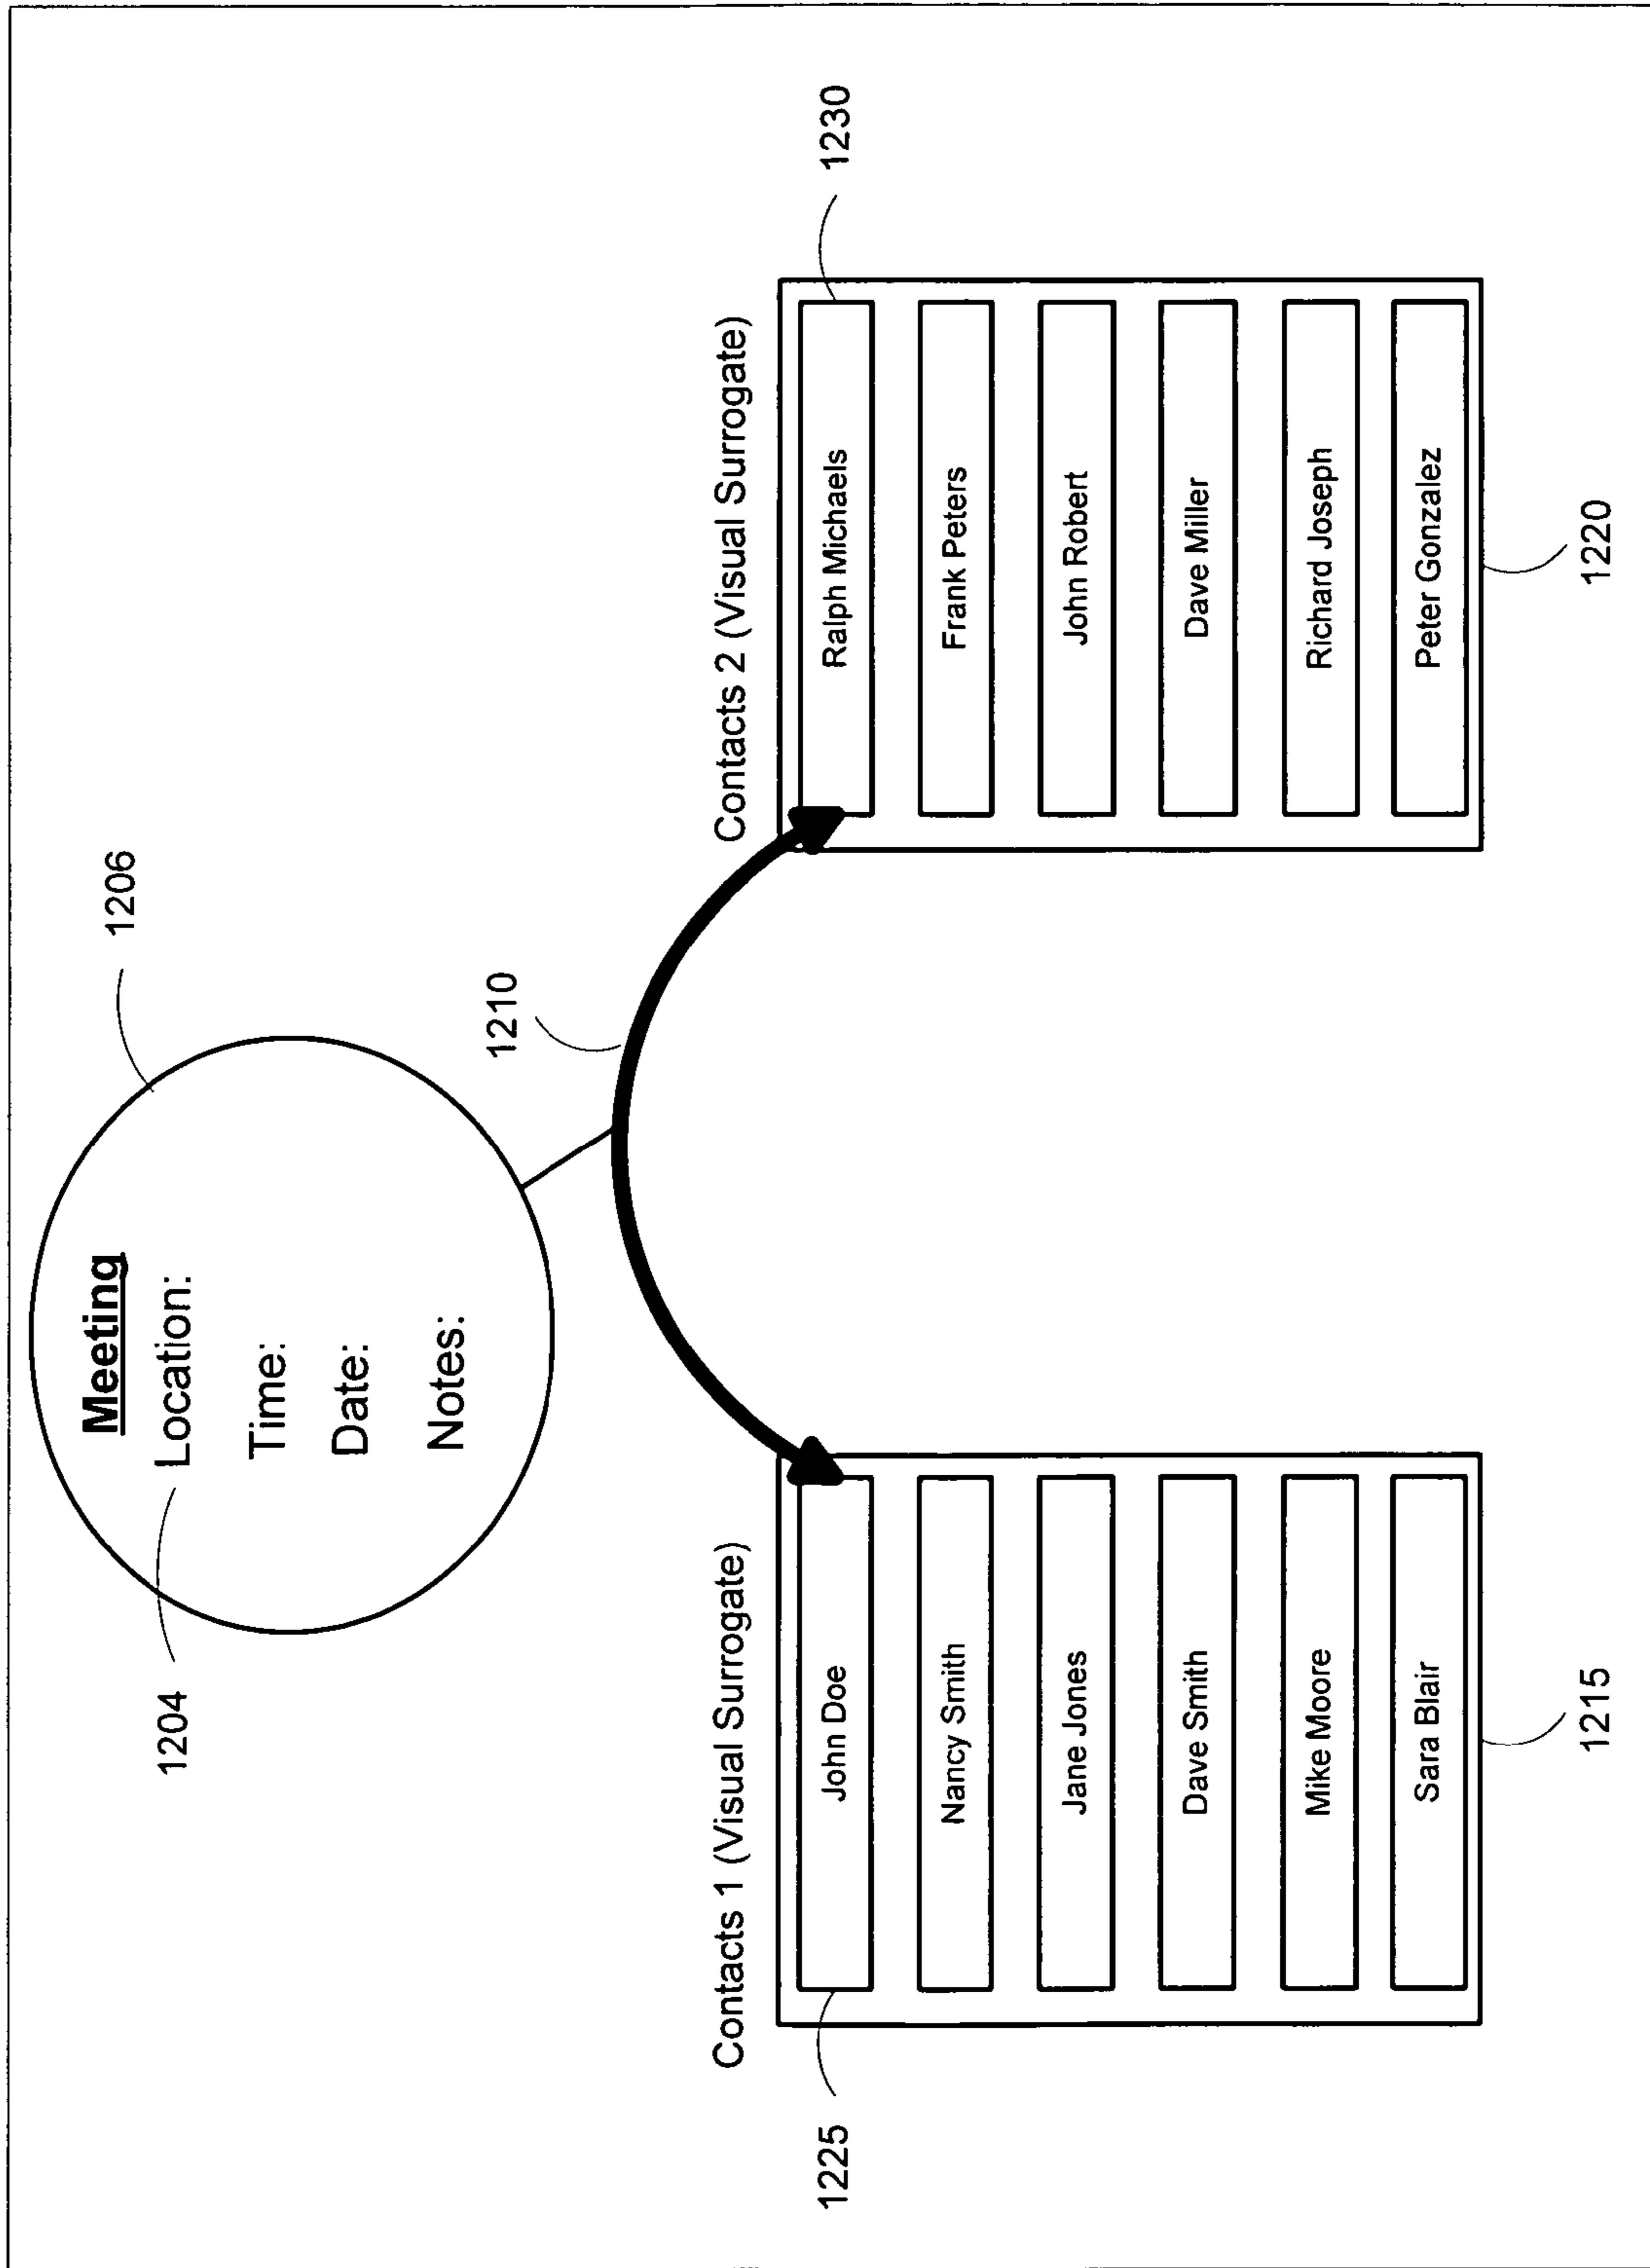 Meeting
Location:
Time:
Date:
Notes:
1204
1206
1210
Contacts 1 (Visual Surrogate)
John Doe
Nancy Smith
Jane Jones
Dave Smith
Mike Moore
Sara Blair
1225
1215
Contacts 2 (Visual Surrogate)
Ralph Michaels
Frank Peters
John Robert
Dave Miller
Richard Joseph
Peter Gonzalez
1230
1220